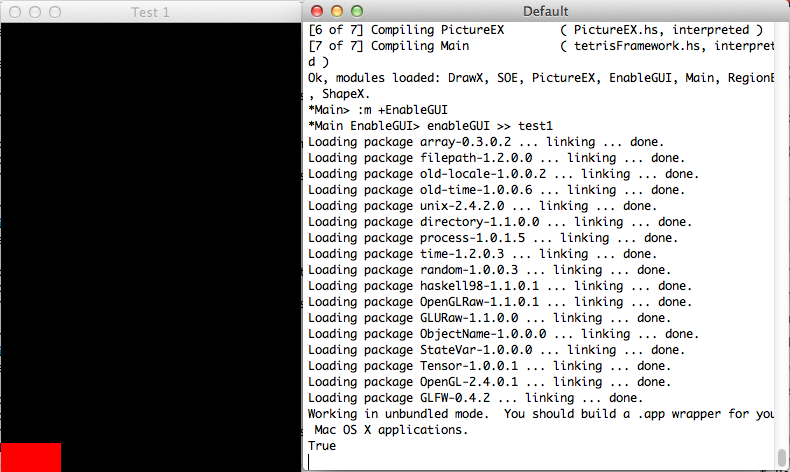 Test 1
Default
[6 of 7] Compiling PictureEX        ( PictureEX.hs, interpreted )
[7 of 7] Compiling Main             ( tetrisFramework.hs, interpret
d )
Ok, modules loaded: DrawX, SOE, PictureEX, EnableGUI, Main, RegionE
, ShapeX.
*Main> :m +EnableGUI
*Main EnableGUI> enableGUI >> test1
Loading package array-0.3.0.2 ... linking ... done.
Loading package filepath-1.2.0.0 ... linking ... done.
Loading package old-locale-1.0.0.2 ... linking ... done.
Loading package old-time-1.0.0.6 ... linking ... done.
Loading package unix-2.4.2.0 ... linking ... done.
Loading package directory-1.1.0.0 ... linking ... done.
Loading package process-1.0.1.5 ... linking ... done.
Loading package time-1.2.0.3 ... linking ... done.
Loading package random-1.0.0.3 ... linking ... done.
Loading package haskell98-1.1.0.1 ... linking ... done.
Loading package OpenGLRaw-1.1.0.1 ... linking ... done.
Loading package GLURaw-1.1.0.0 ... linking ... done.
Loading package ObjectName-1.0.0.0 ... linking ... done.
Loading package StateVar-1.0.0.0 ... linking ... done.
Loading package Tensor-1.0.0.1 ... linking ... done.
Loading package OpenGL-2.4.0.1 ... linking ... done.
Loading package GLFW-0.4.2 ... linking ... done.
Working in unbundled mode.  You should build a .app wrapper for you
 Mac OS X applications.
True